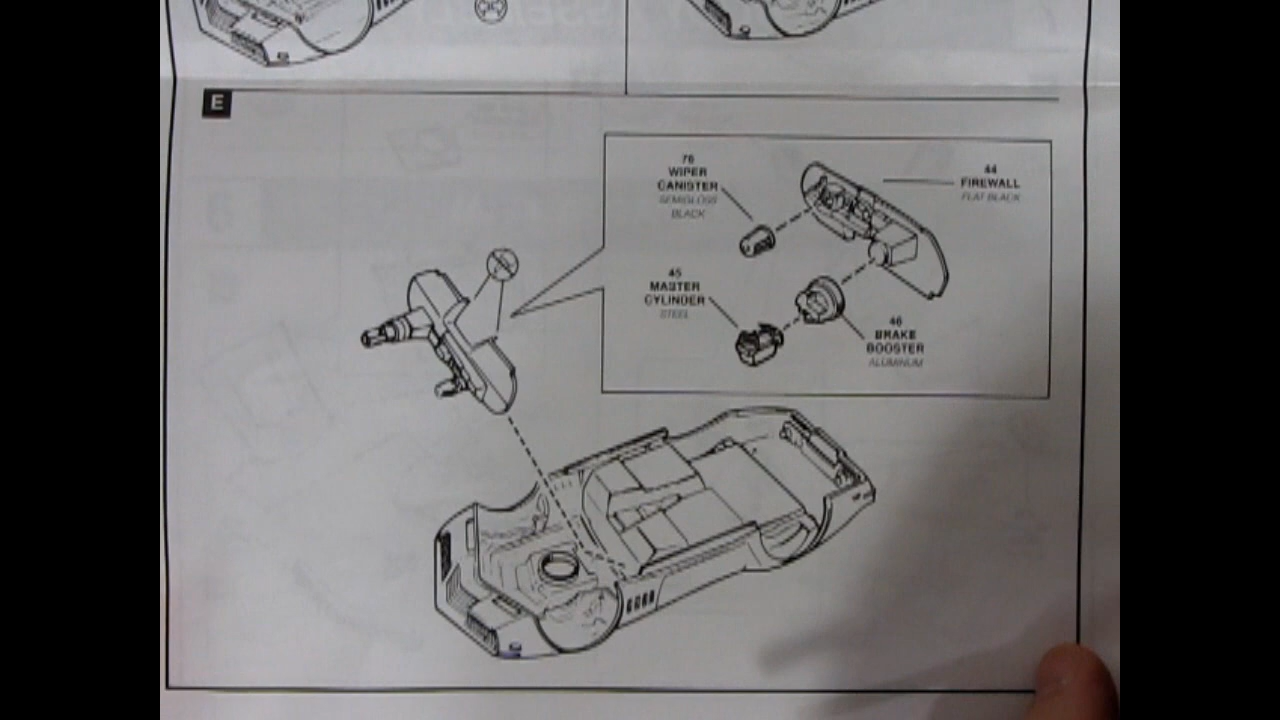 E
76
WIPER
CANISTER
SEMIGLOSS
BLACK
44
FIREWALL
FLAT BLACK
45
MASTER
CYLINDER
STEEL
46
BRAKE
BOOSTER
ALUMINUM